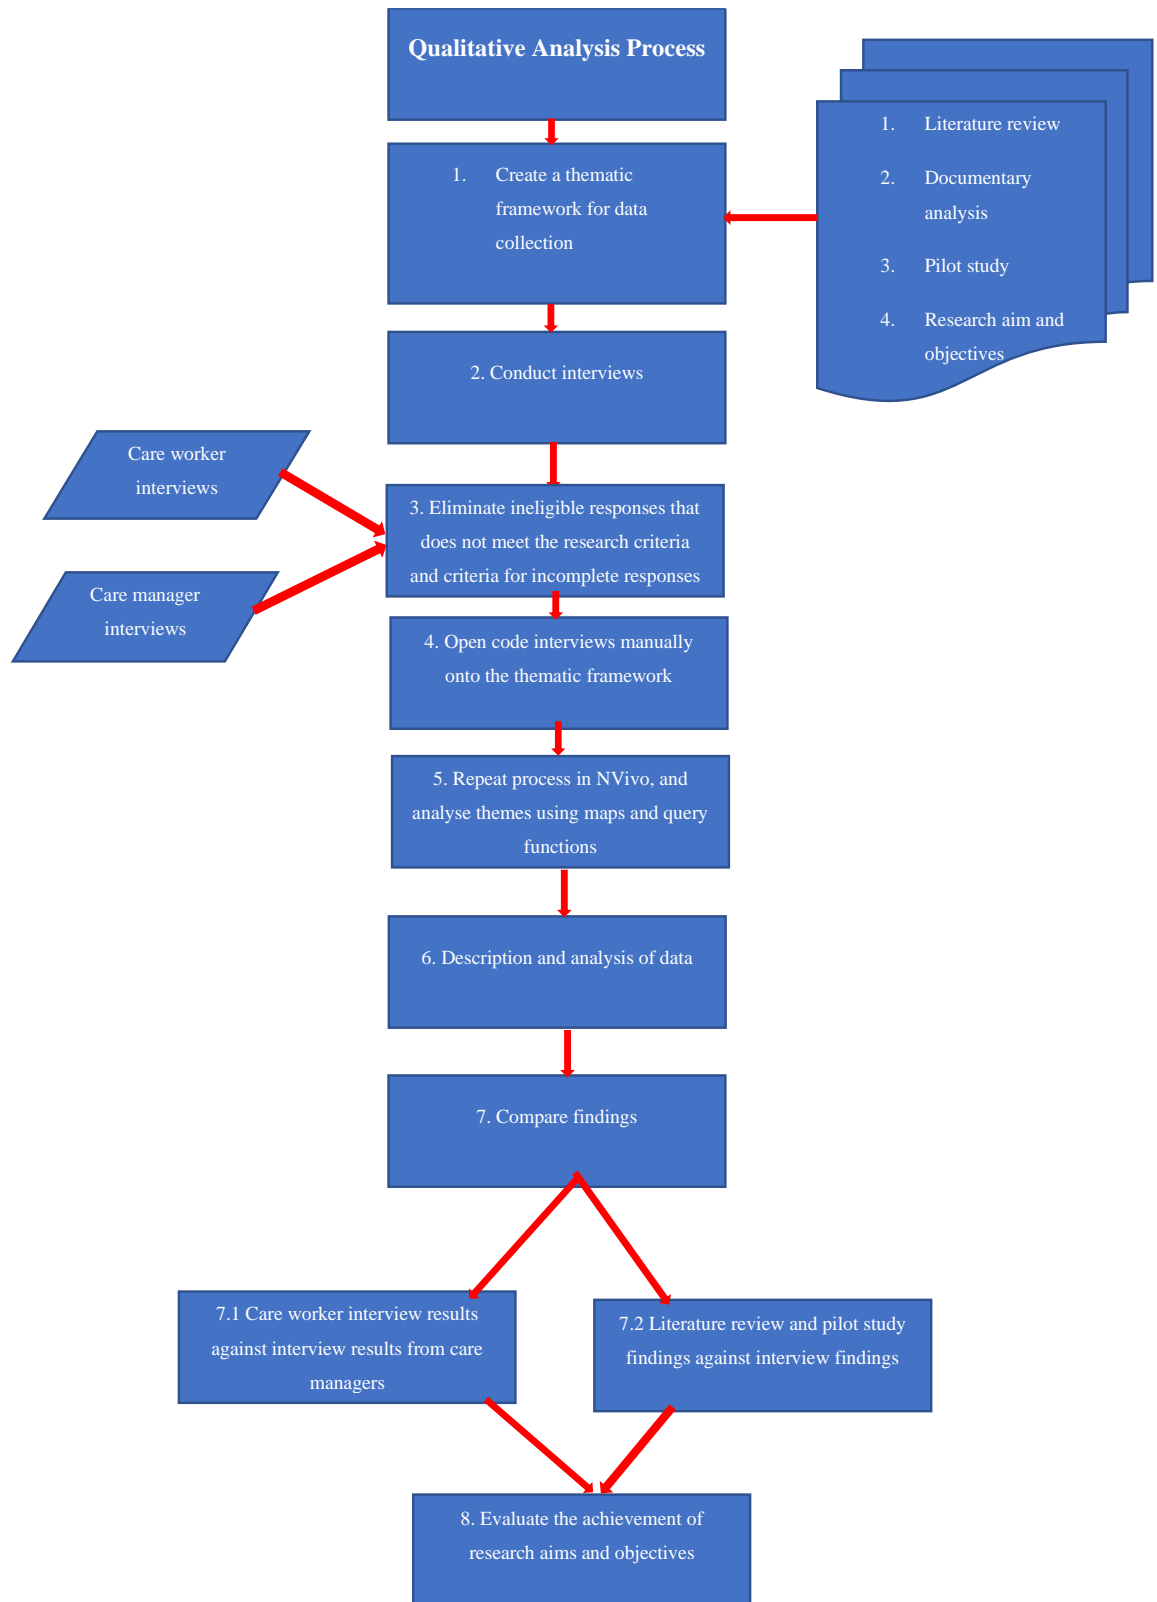 Qualitative Analysis Process
1. Create a thematic
framework for data
collection
1. Literature review
2. Documentary
analysis
3. Pilot study
4. Research aim and
objectives
2. Conduct interviews
Care worker
interviews
Care manager
interviews
3. Eliminate ineligible responses that
does not meet the research criteria
and criteria for incomplete responses
4. Open code interviews manually
onto the thematic framework
5. Repeat process in NVivo, and
analyse themes using maps and query
functions
6. Description and analysis of data
7. Compare findings
7.1 Care worker interview results
against interview results from care
managers
7.2 Literature review and pilot study
findings against interview findings
8. Evaluate the achievement of
research aims and objectives